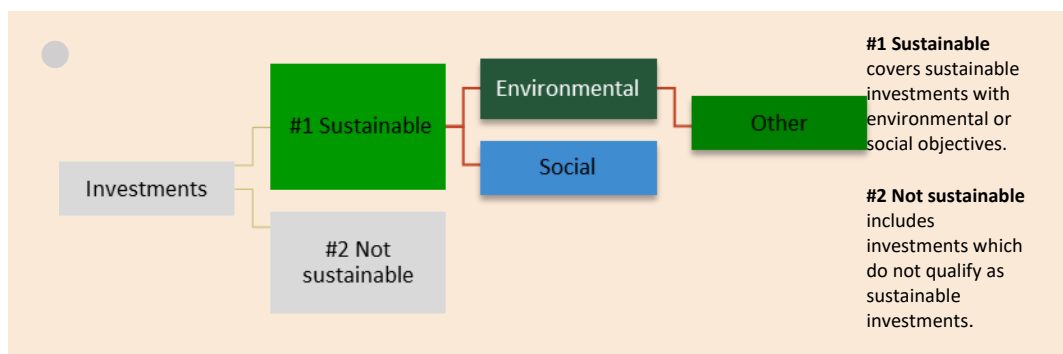 Investments
#1 Sustainable
#2 Not
sustainable
Environmental
Social
Other
#1 Sustainable
covers sustainable
investments with
environmental or
social objectives.
#2 Not sustainable
includes
investments which
do not qualify as
sustainable
investments.